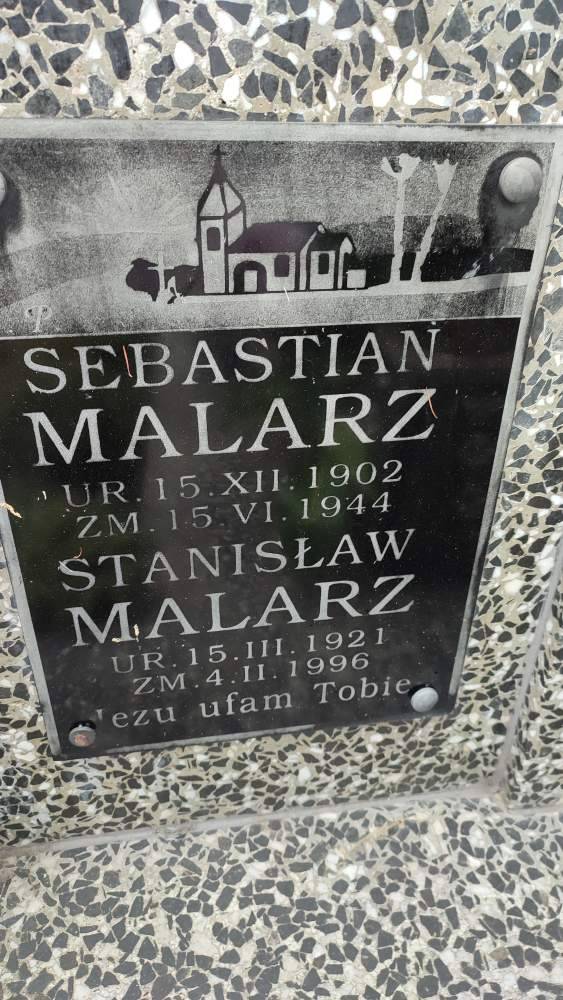 SEBASTIAN
MALARZ
UR. 15. XII. 1902
ZM. 15. VI. 1944
STANISŁAW
MALARZ
UR. 15. III. 1921
ZM. 4. II. 1996
Jezu ufam Tobie